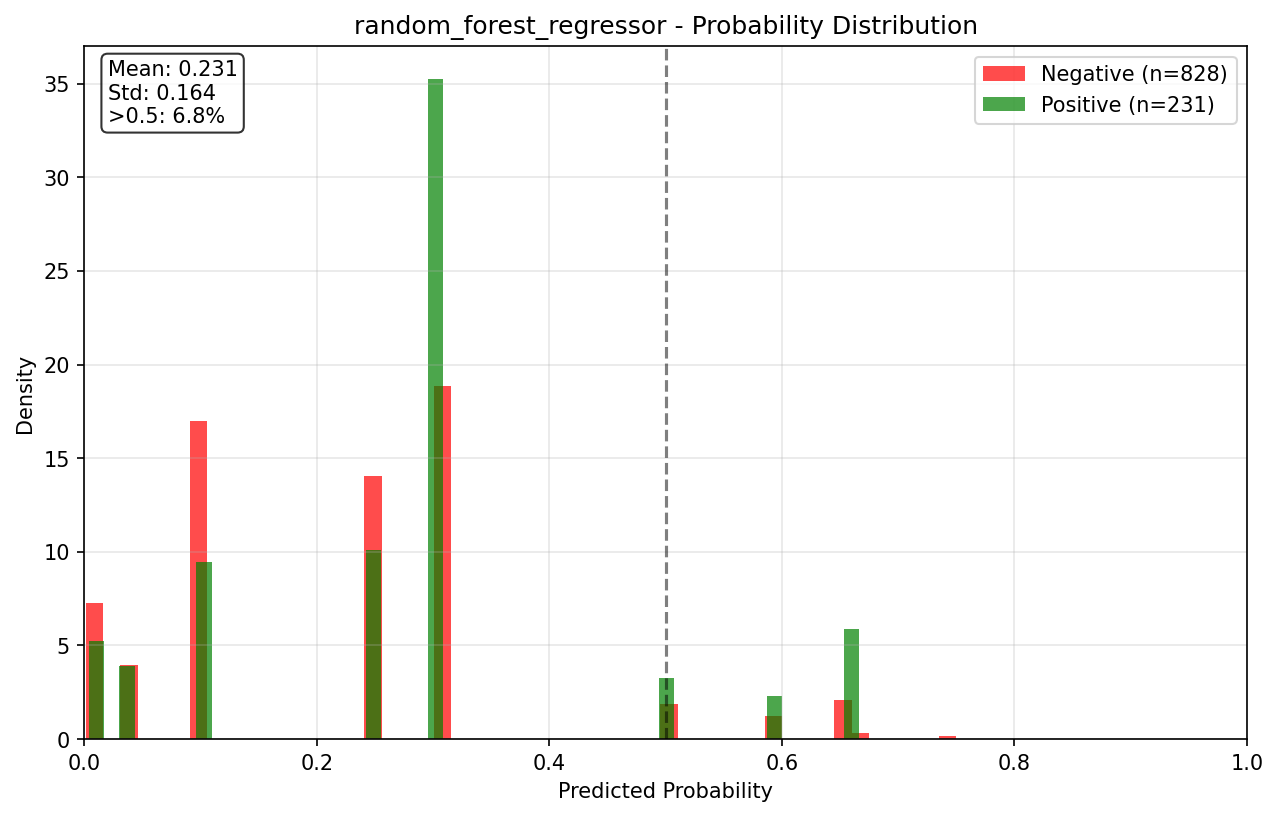 random_forest_regressor - Probability Distribution
Mean: 0.231
Std: 0.164
>0.5: 6.8%
Negative (n=828)
Positive (n=231)
35
30
25
20
15
10
5
0
Density
0.0 0.2 0.4 0.6 0.8 1.0
Predicted Probability